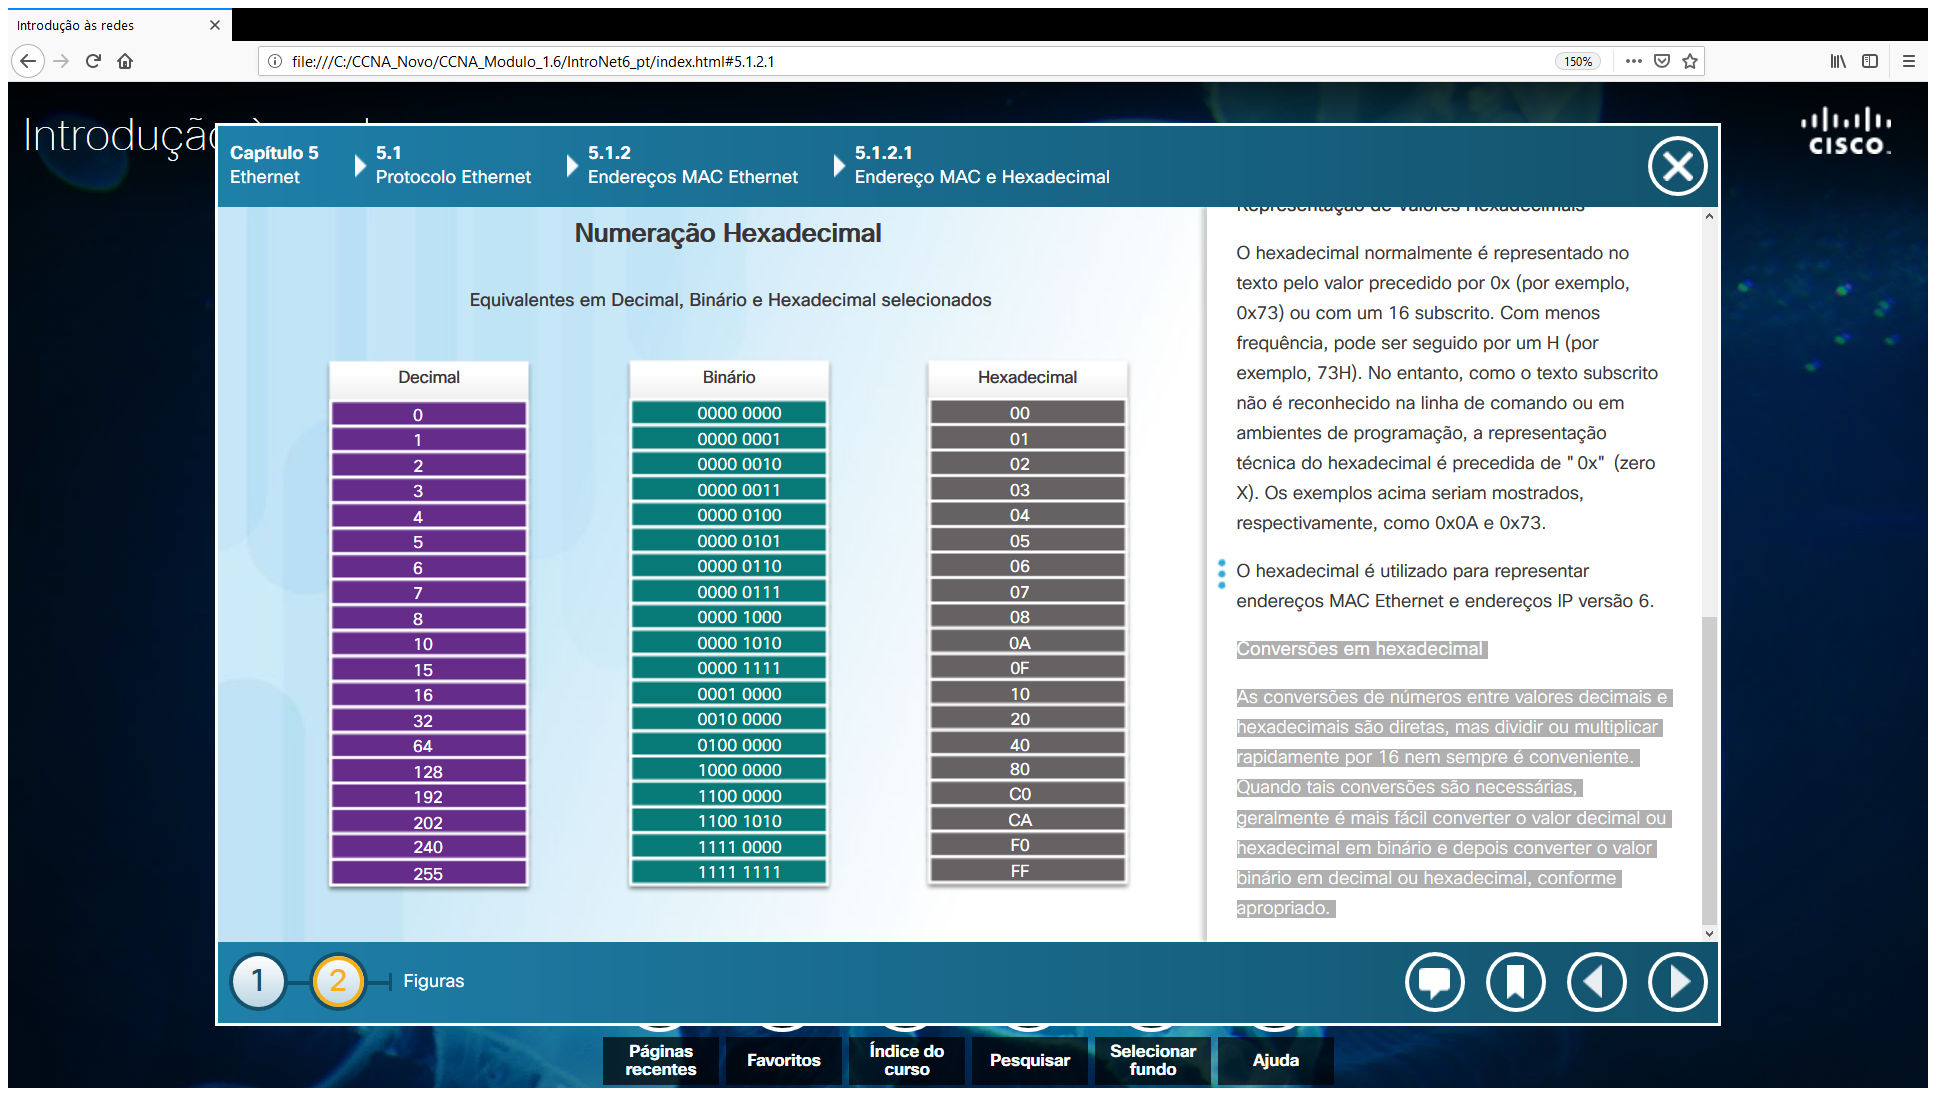 Introdução às redes
file:///C:/CCNA_Novo/CCNA_Modulo_1.6/IntroNet6_pt/index.html#5.1.2.1
150%
Introdução
CISCO
Capítulo 5
Ethernet
5.1
Protocolo Ethernet
5.1.2
Endereços MAC Ethernet
5.1.2.1
Endereço MAC e Hexadecimal
Numeração Hexadecimal
Equivalentes em Decimal, Binário e Hexadecimal selecionados
Decimal Binário Hexadecimal
0 0000 0000 00
1 0000 0001 01
2 0000 0010 02
3 0000 0011 03
4 0000 0100 04
5 0000 0101 05
6 0000 0110 06
7 0000 0111 07
8 0000 1000 08
10 0000 1010 0A
15 0000 1111 0F
16 0001 0000 10
32 0010 0000 20
64 0100 0000 40
128 1000 0000 80
192 1100 0000 C0
202 1100 1010 CA
240 1111 0000 F0
255 1111 1111 FF
Representação de Valores Hexadecimais
O hexadecimal normalmente é representado no
texto pelo valor precedido por 0x (por exemplo,
0x73) ou com um 16 subscrito. Com menos
frequência, pode ser seguido por um H (por
exemplo, 73H). No entanto, como o texto subscrito
não é reconhecido na linha de comando ou em
ambientes de programação, a representação
técnica do hexadecimal é precedida de "0x" (zero
X). Os exemplos acima seriam mostrados,
respectivamente, como 0x0A e 0x73.
O hexadecimal é utilizado para representar
endereços MAC Ethernet e endereços IP versão 6.
Conversões em hexadecimal
As conversões de números entre valores decimais e
hexadecimais são diretas, mas dividir ou multiplicar
rapidamente por 16 nem sempre é conveniente.
Quando tais conversões são necessárias,
geralmente é mais fácil converter o valor decimal ou
hexadecimal em binário e depois converter o valor
binário em decimal ou hexadecimal, conforme
apropriado.
1 2 Figuras
Páginas
recentes
Favoritos
Índice do
curso
Pesquisar
Selecionar
fundo
Ajuda